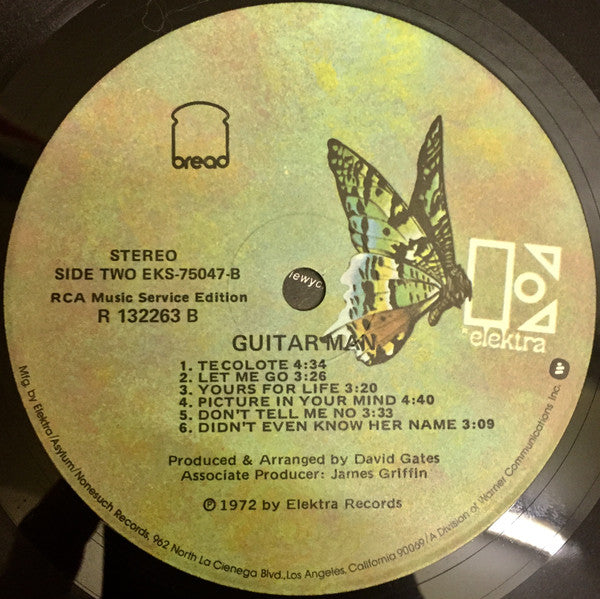 bread
STEREO
SIDE TWO EKS-75047-B
RCA Music Service Edition
R 132263 B
GUITAR MAN
elektra
1. TECOLOTE 4:34
2. LET ME GO 3:26
3. YOURS FOR LIFE 3:20
4. PICTURE IN YOUR MIND 4:40
5. DON'T TELL ME NO 3:33
6. DIDN'T EVEN KNOW HER NAME 3:09
Produced & Arranged by David Gates
Associate Producer: James Griffin
℗ 1972 by Elektra Records
Mfg. by Elektra/Asylum/Nonesuch Records, 962 North La Cienega Blvd., Los Angeles, California 90069/A Division of Warner Communications Inc.